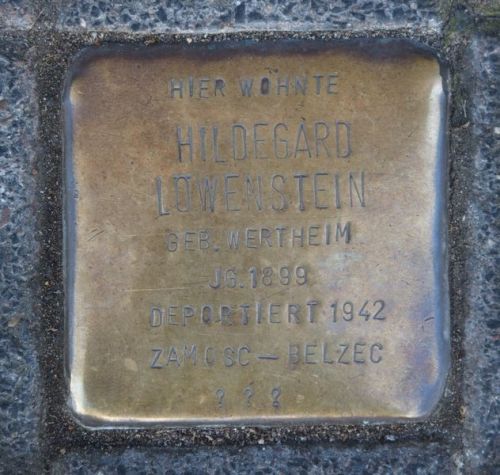 HIER WOHNTE
HILDEGARD
LÖWENSTEIN
GEB. WERTHEIM
JG. 1899
DEPORTIERT 1942
ZAMOSC – BELZEC
? ? ?